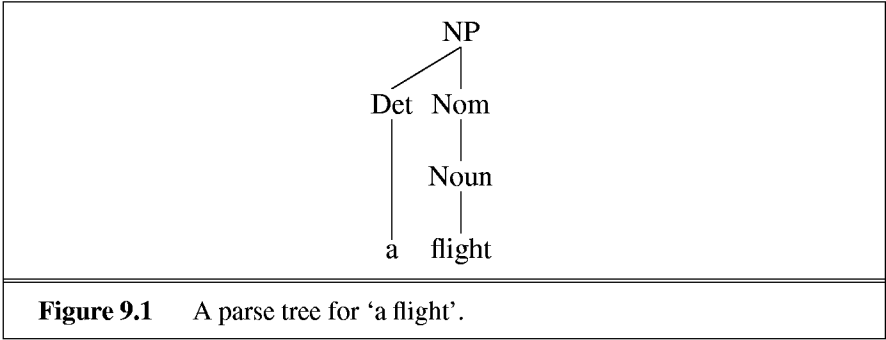 NP
Det Nom
Noun
a flight
Figure 9.1 A parse tree for ‘a flight’.